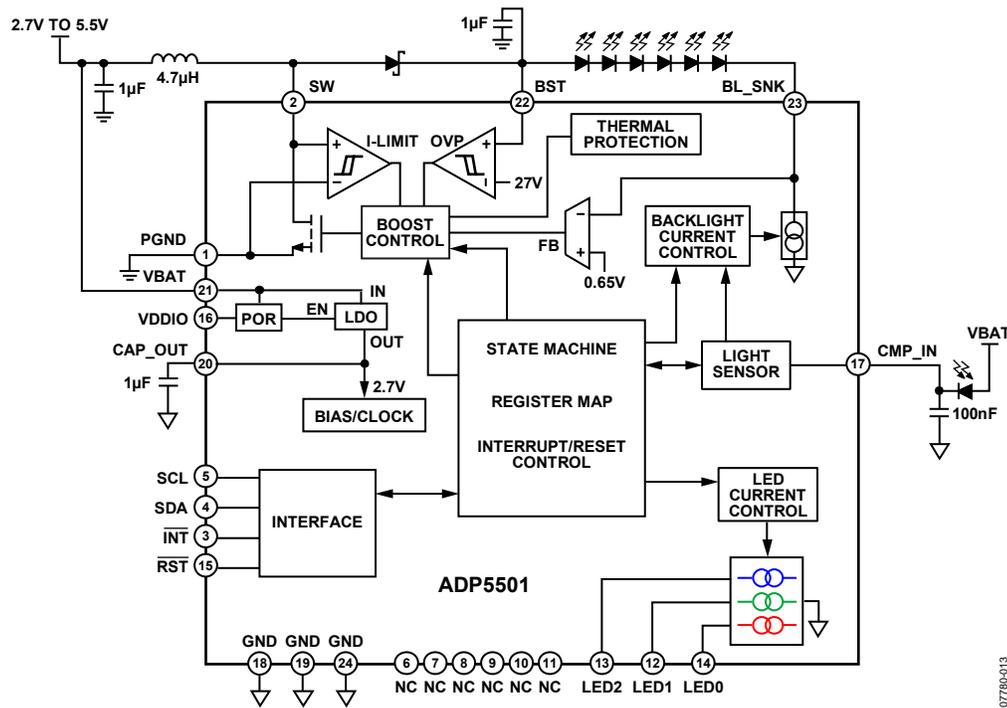 2.7V TO 5.5V
1µF
1µF
4.7µH
SW
BST
BL_SNK
2
22
23
I-LIMIT
OVP
THERMAL
PROTECTION
+
+
−
27V
BOOST
CONTROL
−
FB
+
0.65V
BACKLIGHT
CURRENT
CONTROL
PGND
1
VBAT
21
IN
VDDIO
16
POR
EN
LDO
OUT
CAP_OUT
20
1µF
2.7V
BIAS/CLOCK
STATE MACHINE
REGISTER MAP
INTERRUPT/RESET
CONTROL
LIGHT
SENSOR
17
CMP_IN
VBAT
100nF
SCL
5
SDA
4
INT
3
RST
15
INTERFACE
LED
CURRENT
CONTROL
ADP5501
GND
GND
GND
18
19
24
6
7
8
9
10
11
13
12
14
NC
NC
NC
NC
NC
NC
LED2
LED1
LED0
07780-013